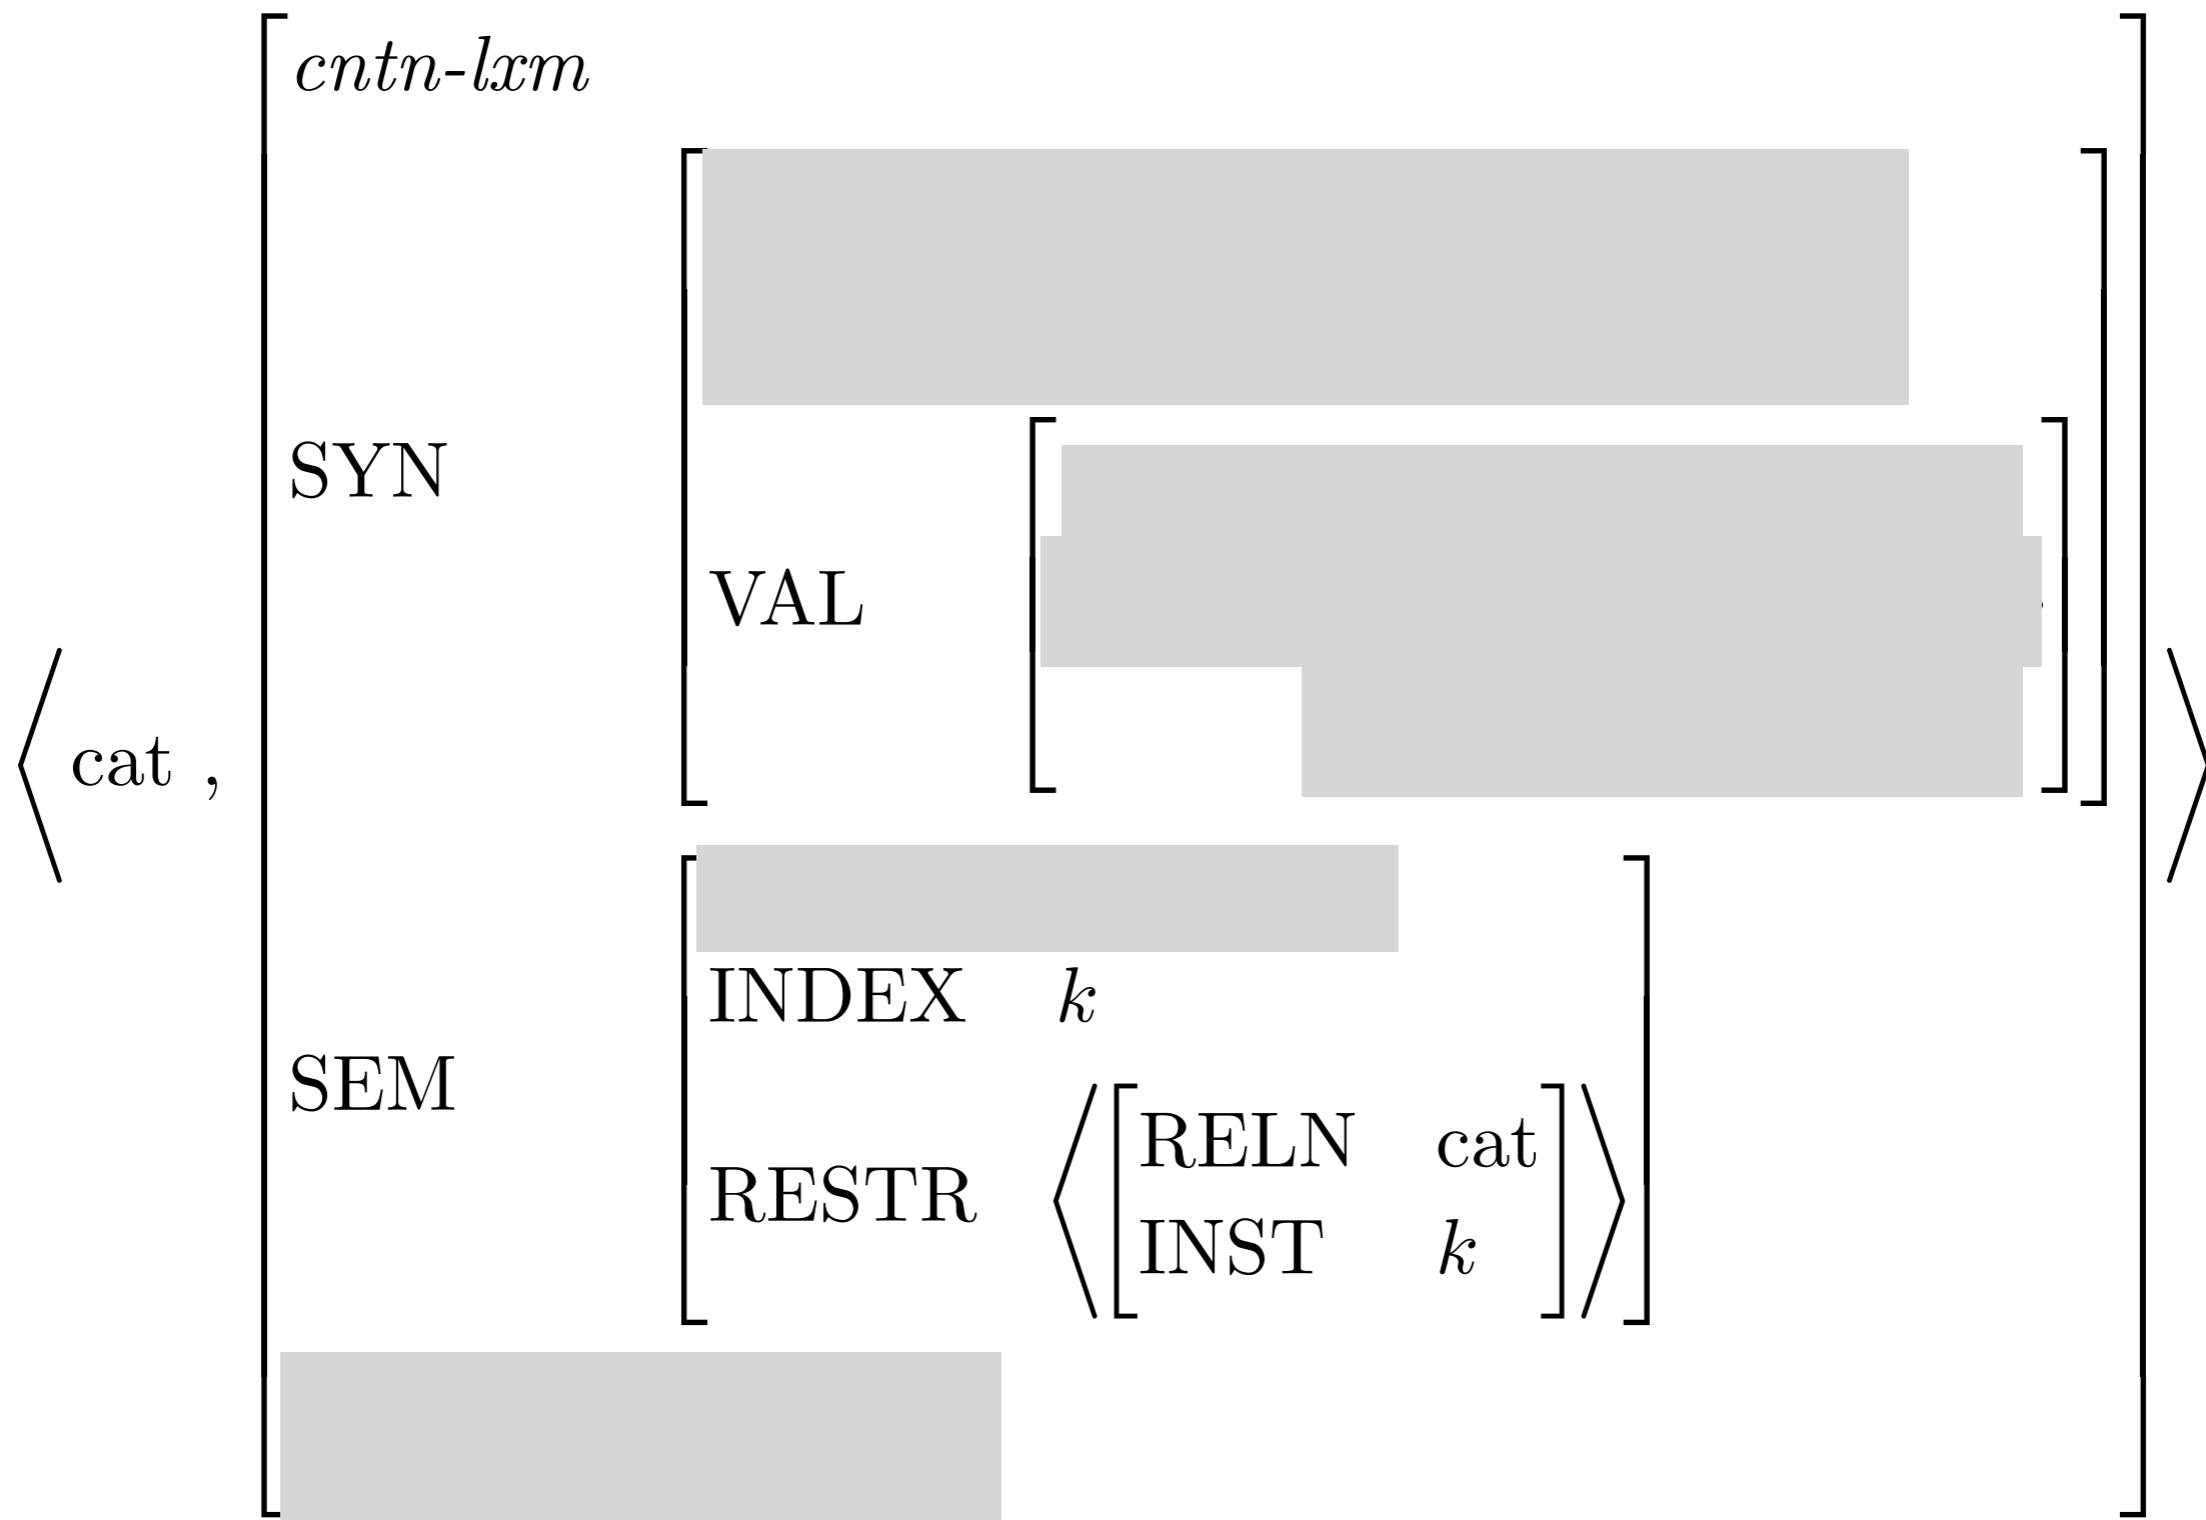 cntn-lxm
SYN
VAL
⟨cat ,
INDEX k
SEM
RELN cat
RESTR
INST k